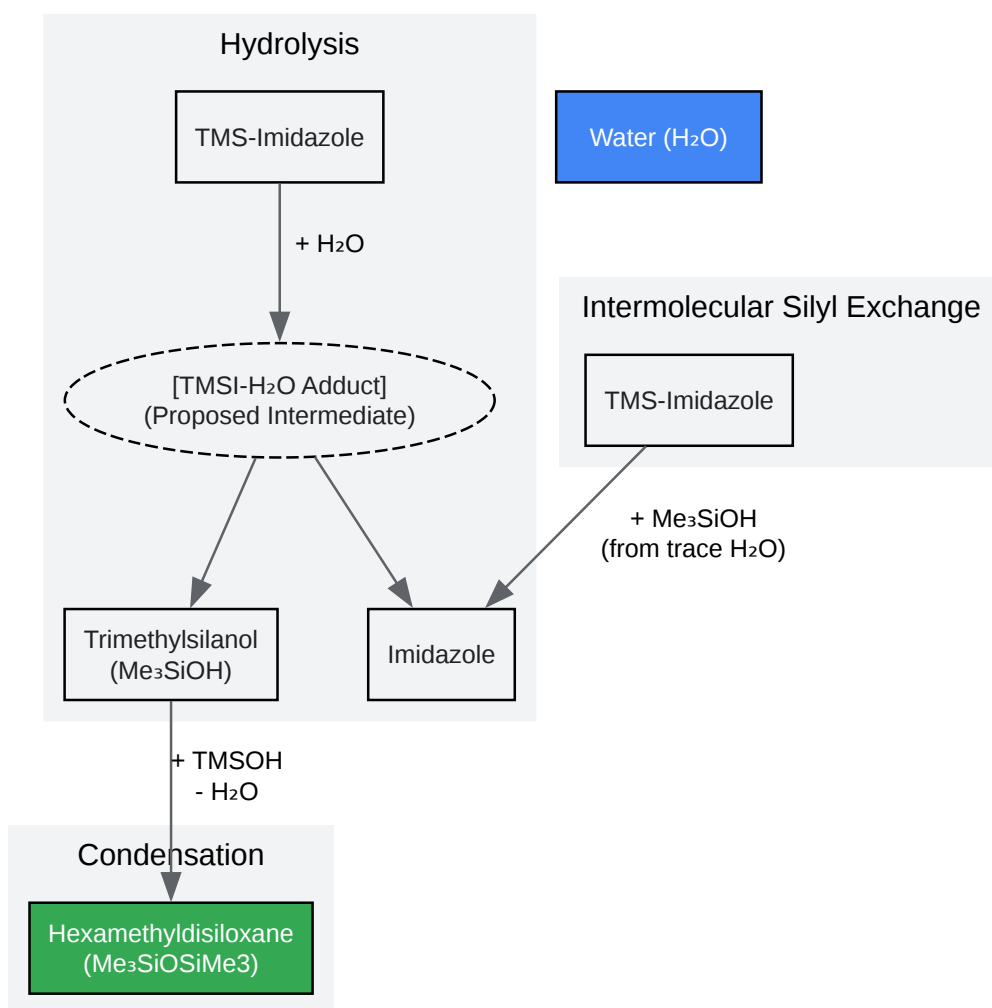 Hydrolysis
TMS-Imidazole
Water (H₂O)
+ H₂O
Intermolecular Silyl Exchange
TMS-Imidazole
[TMSI-H₂O Adduct]
(Proposed Intermediate)
+ Me₃SiOH
(from trace H₂O)
Trimethylsilanol
(Me₃SiOH)
Imidazole
+ TMSOH
- H₂O
Condensation
Hexamethyldisiloxane
(Me₃SiOSiMe3)